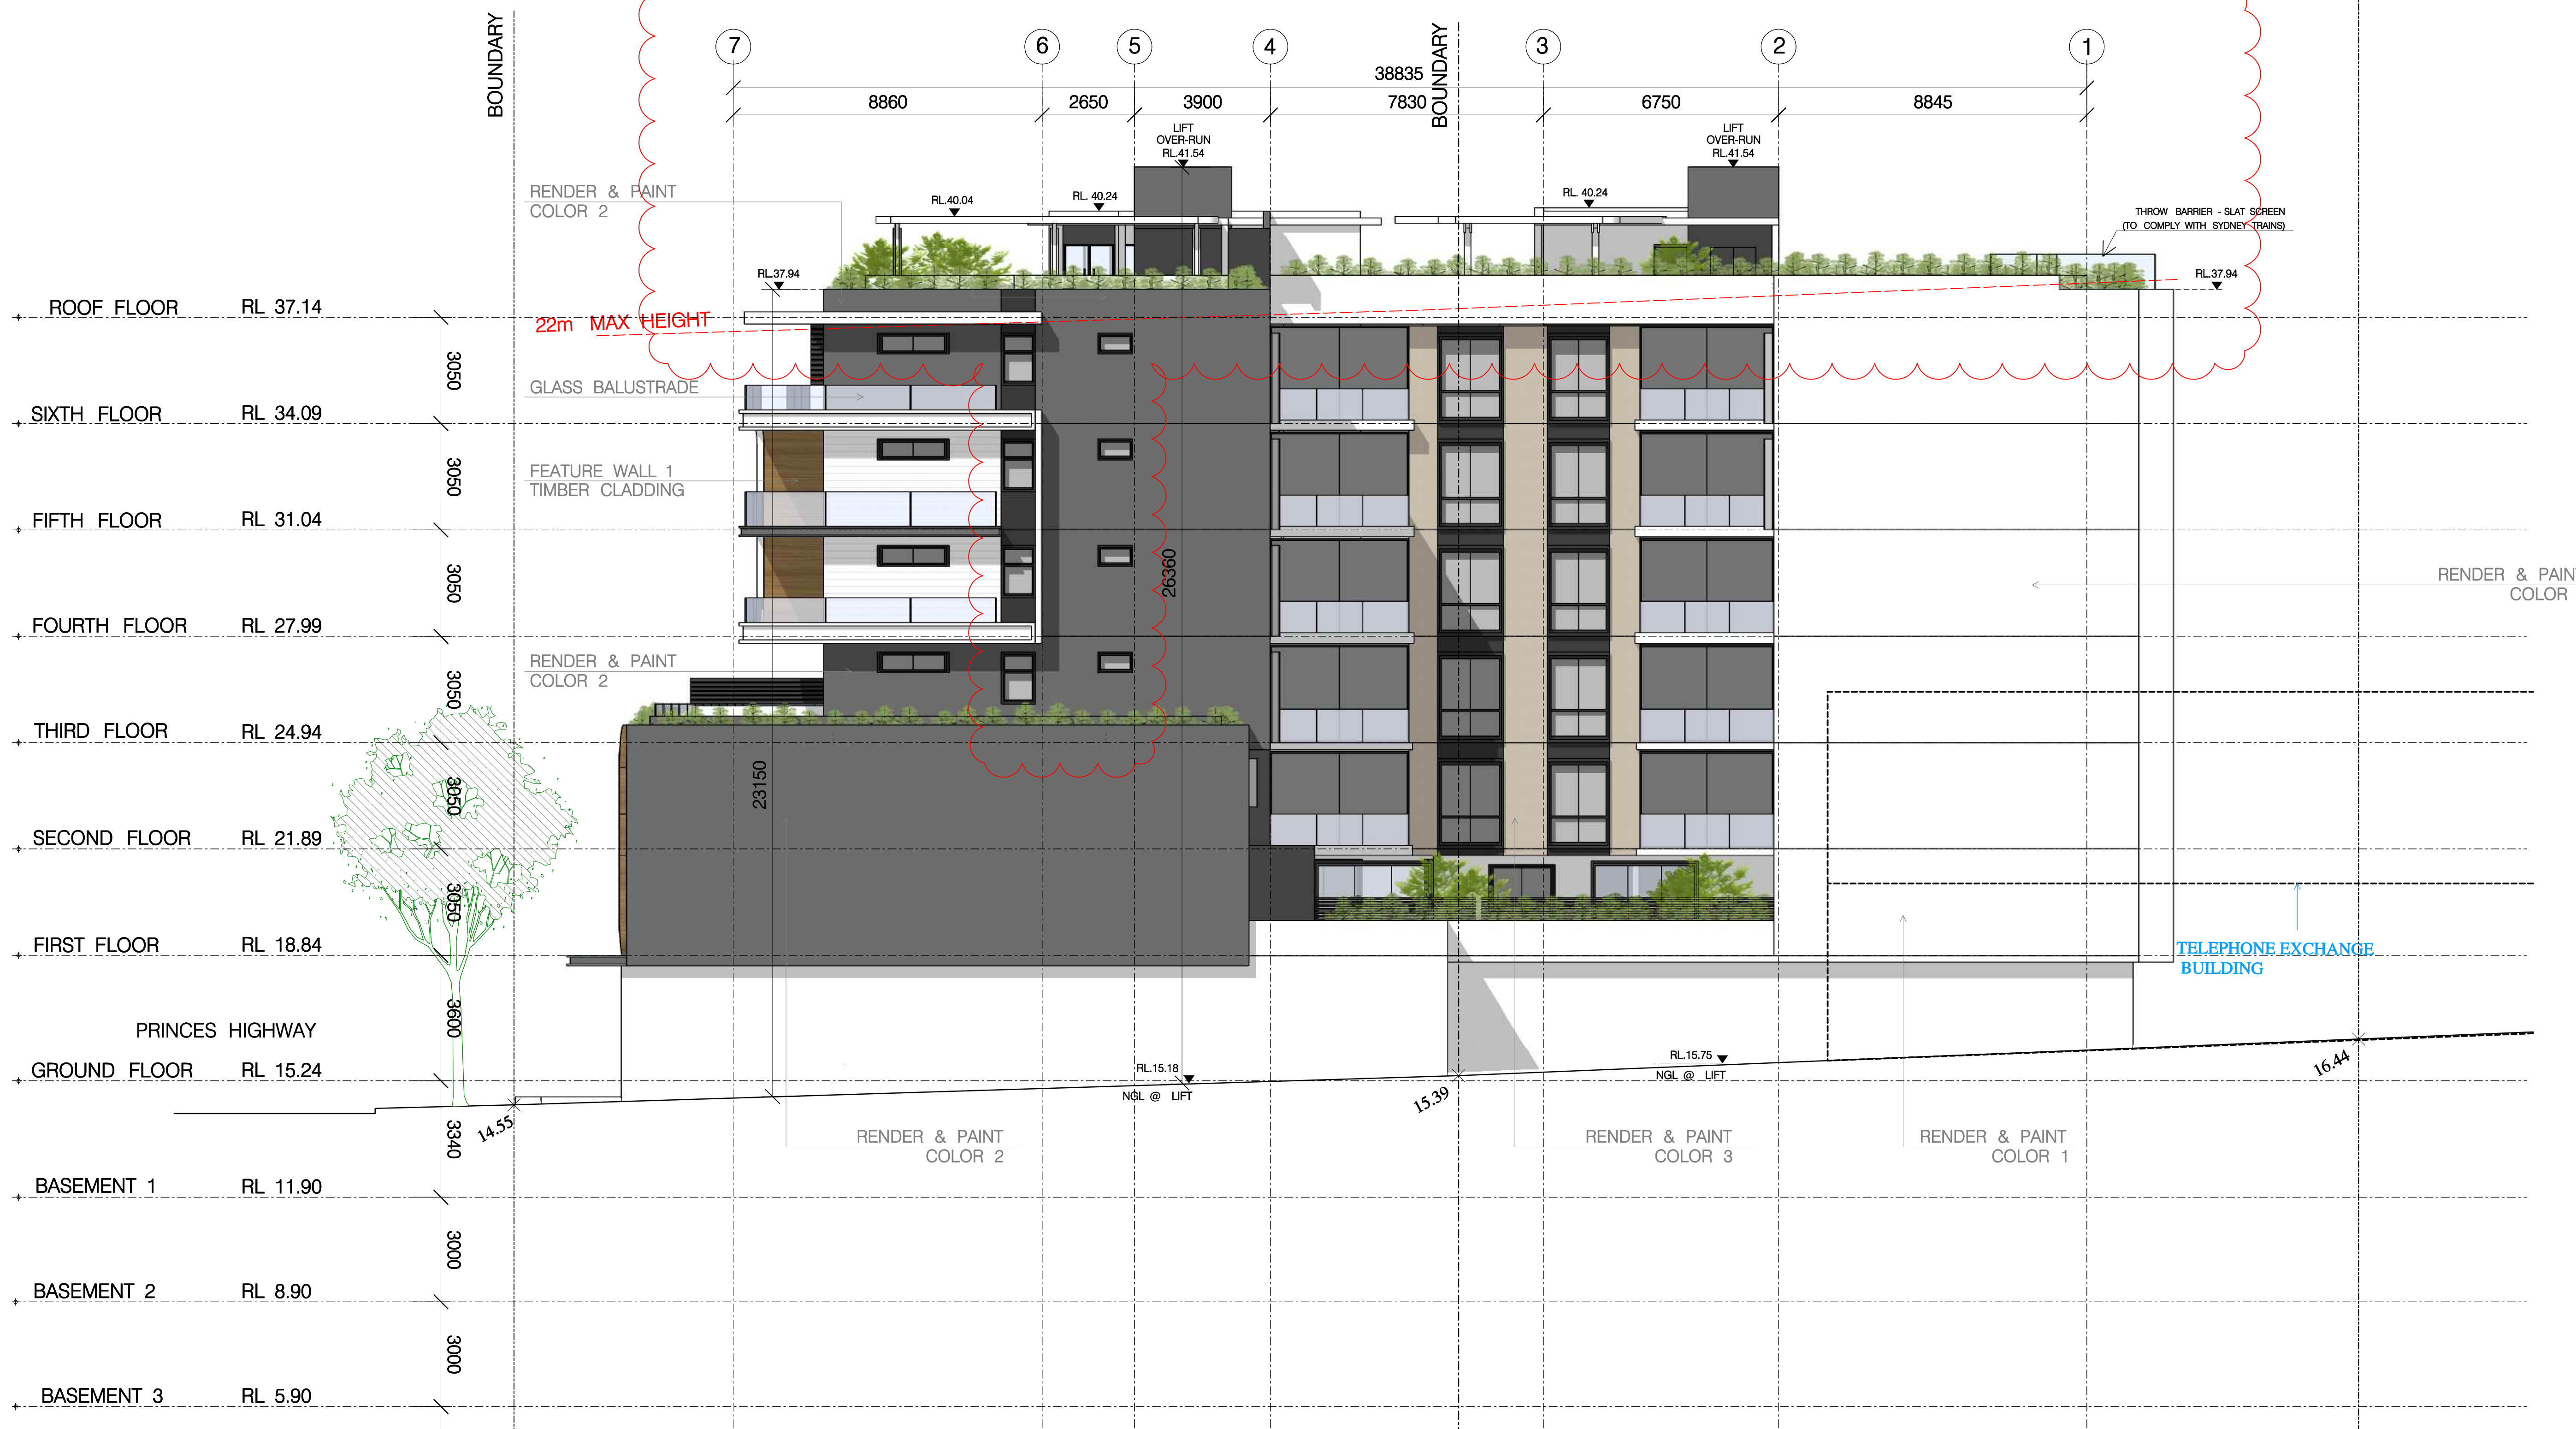 BOUNDARY
BOUNDARY
7
6
5
4
3
2
1
38835
8860
2650
3900
7830
6750
8845
LIFT
OVER-RUN
RL.41.54
LIFT
OVER-RUN
RL.41.54
RENDER & PAINT
COLOR 2
RL.40.04
RL. 40.24
RL. 40.24
THROW BARRIER - SLAT SCREEN
(TO COMPLY WITH SYDNEY TRAINS)
RL.37.94
RL.37.94
ROOF FLOOR RL 37.14
22m MAX HEIGHT
3050
GLASS BALUSTRADE
SIXTH FLOOR RL 34.09
3050
FEATURE WALL 1
TIMBER CLADDING
FIFTH FLOOR RL 31.04
3050
26360
RENDER & PAIN
COLOR
FOURTH FLOOR RL 27.99
3050
RENDER & PAINT
COLOR 2
THIRD FLOOR RL 24.94
3050
23150
SECOND FLOOR RL 21.89
3050
FIRST FLOOR RL 18.84
TELEPHONE EXCHANGE
BUILDING
3600
PRINCES HIGHWAY
GROUND FLOOR RL 15.24
RL.15.18
NGL @ LIFT
RL.15.75
NGL @ LIFT
14.55
15.39
16.44
3340
RENDER & PAINT
COLOR 2
RENDER & PAINT
COLOR 3
RENDER & PAINT
COLOR 1
BASEMENT 1 RL 11.90
3000
BASEMENT 2 RL 8.90
3000
BASEMENT 3 RL 5.90